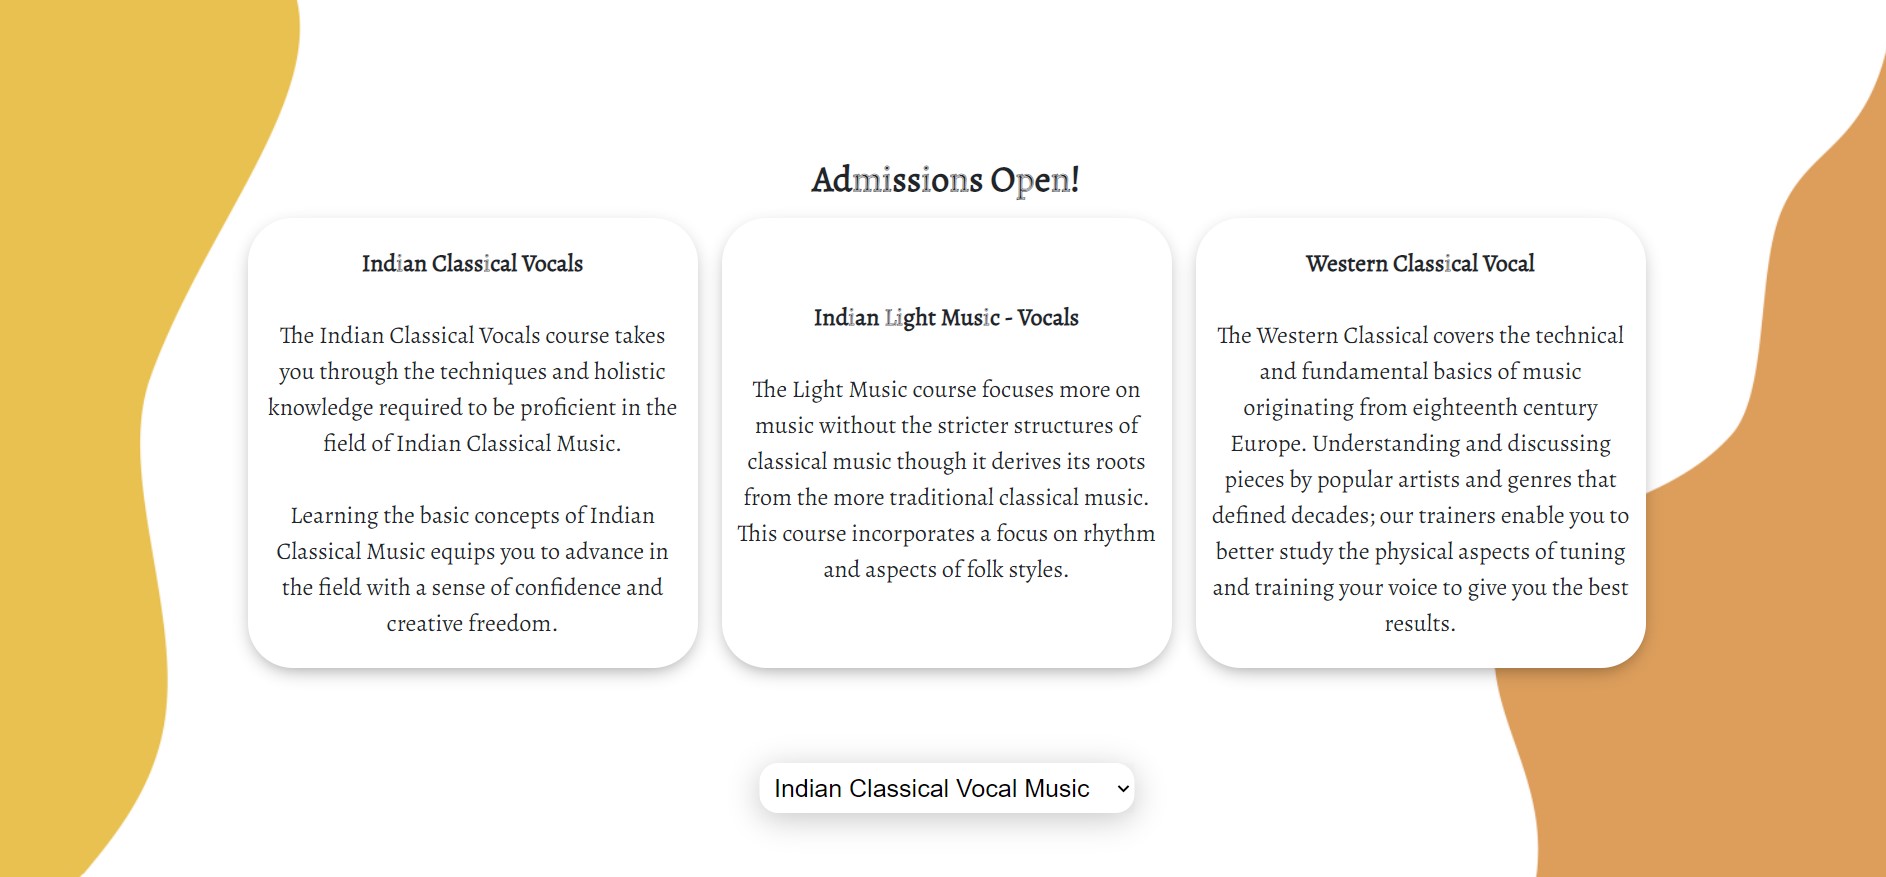 Admissions Open!
Indian Classical Vocals
The Indian Classical Vocals course takes
you through the techniques and holistic
knowledge required to be proficient in the
field of Indian Classical Music.
Learning the basic concepts of Indian
Classical Music equips you to advance in
the field with a sense of confidence and
creative freedom.
Indian Light Music - Vocals
The Light Music course focuses more on
music without the stricter structures of
classical music though it derives its roots
from the more traditional classical music.
This course incorporates a focus on rhythm
and aspects of folk styles.
Western Classical Vocal
The Western Classical covers the technical
and fundamental basics of music
originating from eighteenth century
Europe. Understanding and discussing
pieces by popular artists and genres that
defined decades; our trainers enable you to
better study the physical aspects of tuning
and training your voice to give you the best
results.
Indian Classical Vocal Music